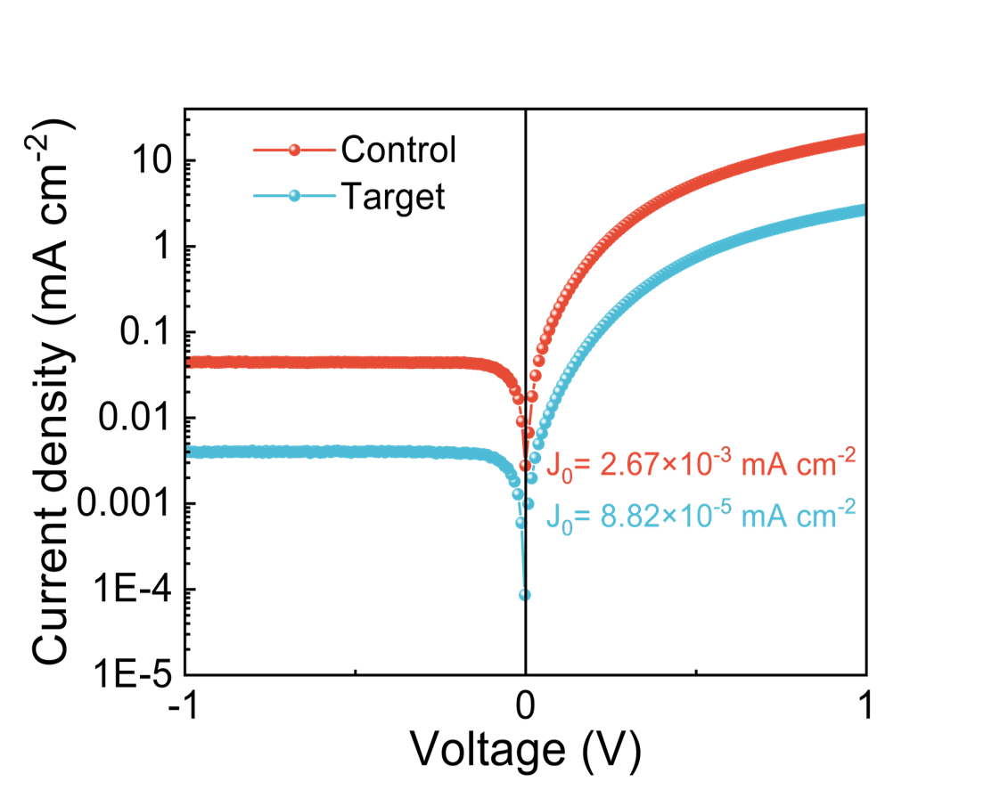 Current density (mA cm⁻²)
10
1
0.1
0.01
0.001
1E-4
1E-5
Control
Target
J₀= 2.67×10⁻³ mA cm⁻²
J₀= 8.82×10⁻⁵ mA cm⁻²
-1
0
1
Voltage (V)